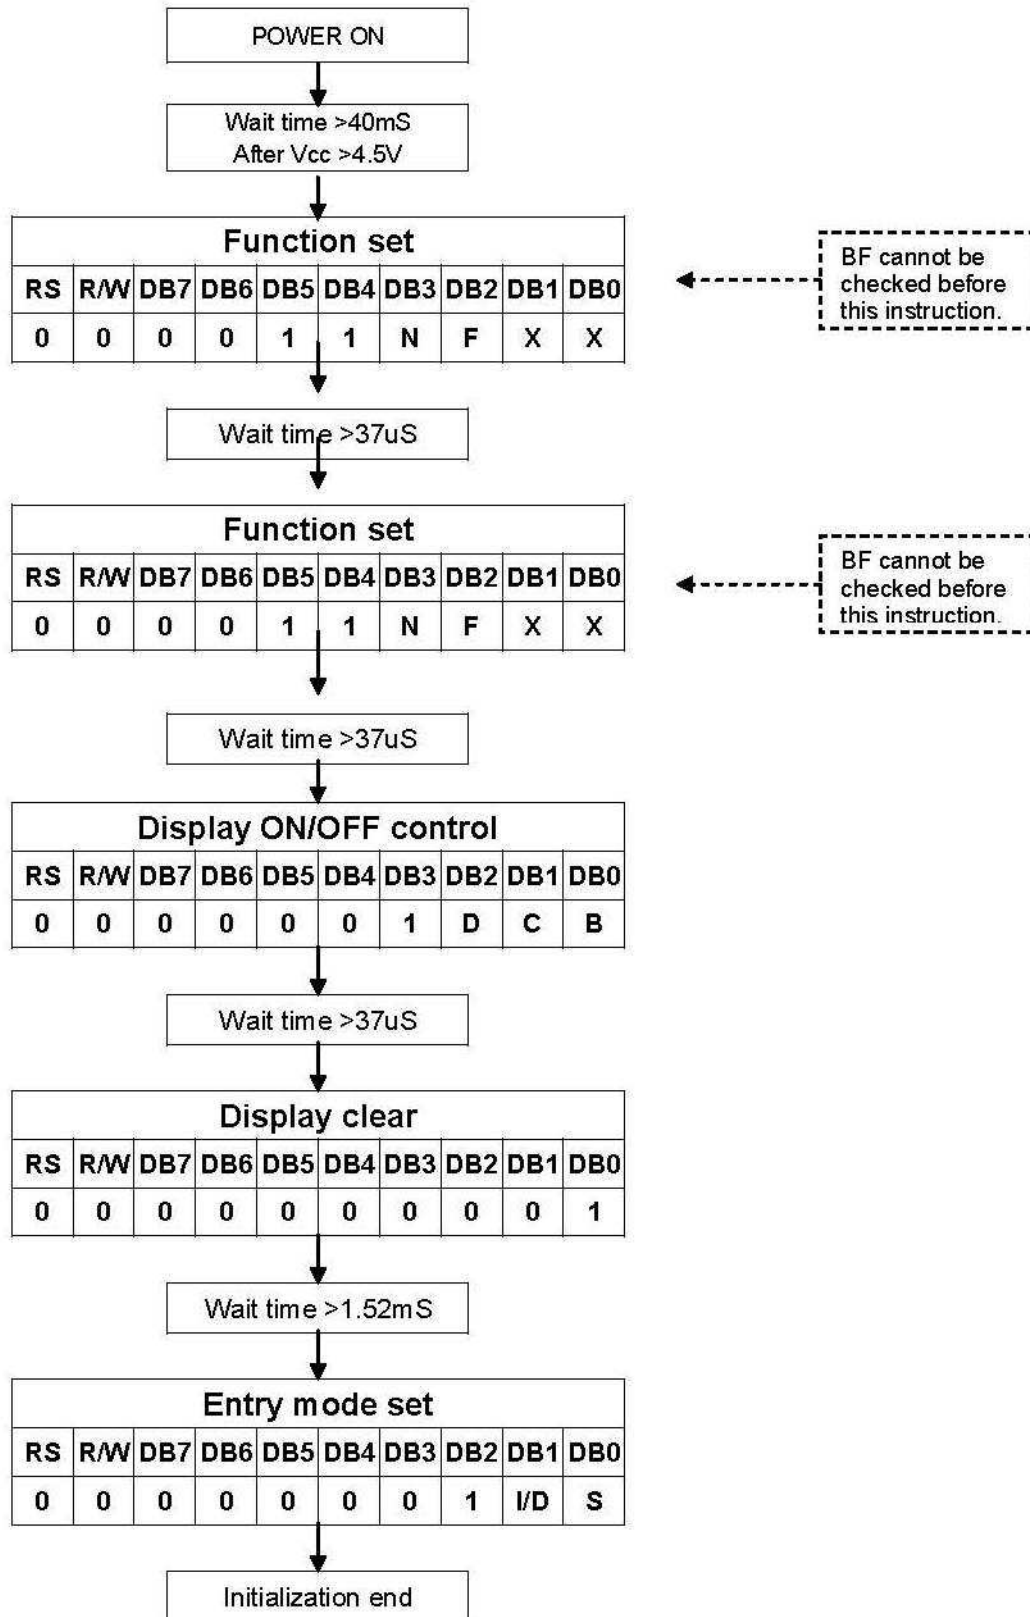 POWER ON
Wait time >40mS
After Vcc >4.5V
Function set
RS R/W DB7 DB6 DB5 DB4 DB3 DB2 DB1 DB0
0 0 0 0 1 1 N F X X
BF cannot be
checked before
this instruction.
Wait time >37uS
Function set
RS R/W DB7 DB6 DB5 DB4 DB3 DB2 DB1 DB0
0 0 0 0 1 1 N F X X
BF cannot be
checked before
this instruction.
Wait time >37uS
Display ON/OFF control
RS R/W DB7 DB6 DB5 DB4 DB3 DB2 DB1 DB0
0 0 0 0 0 0 1 D C B
Wait time >37uS
Display clear
RS R/W DB7 DB6 DB5 DB4 DB3 DB2 DB1 DB0
0 0 0 0 0 0 0 0 0 1
Wait time >1.52mS
Entry mode set
RS R/W DB7 DB6 DB5 DB4 DB3 DB2 DB1 DB0
0 0 0 0 0 0 0 1 I/D S
Initialization end